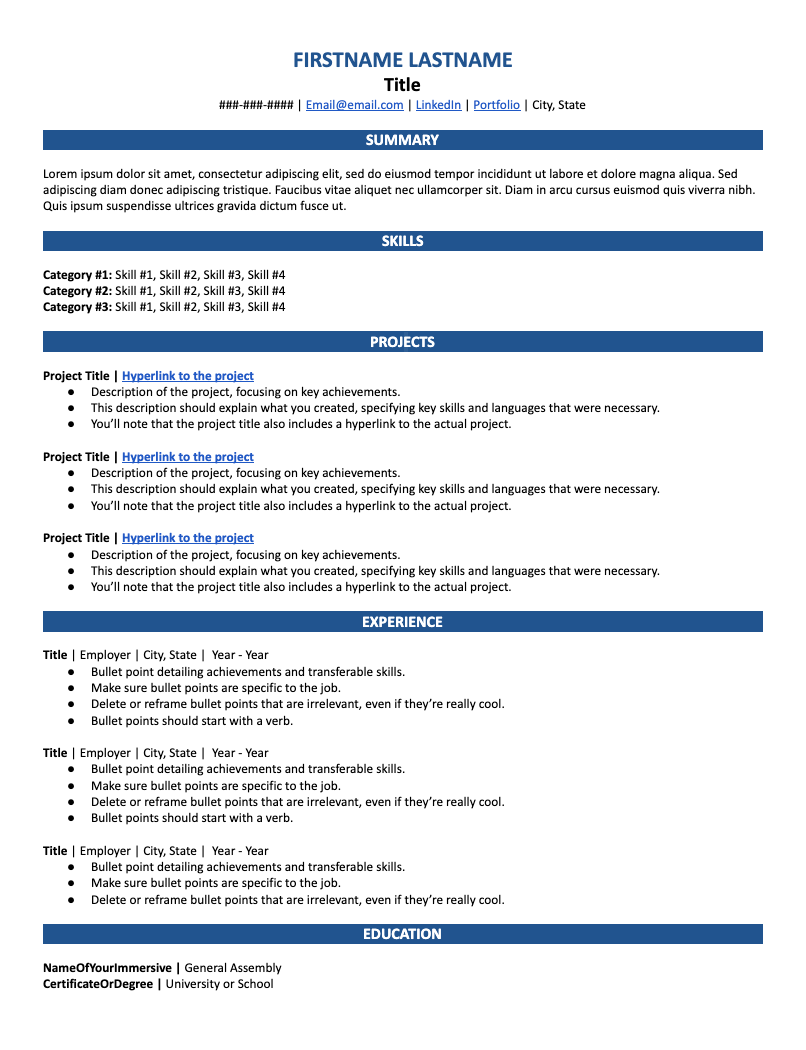 FIRSTNAME LASTNAME
Title
###-###-#### | Email@email.com | LinkedIn | Portfolio | City, State
SUMMARY
Lorem ipsum dolor sit amet, consectetur adipiscing elit, sed do eiusmod tempor incididunt ut labore et dolore magna aliqua. Sed
adipiscing diam donec adipiscing tristique. Faucibus vitae aliquet nec ullamcorper sit. Diam in arcu cursus euismod quis viverra nibh.
Quis ipsum suspendisse ultrices gravida dictum fusce ut.
SKILLS
Category #1: Skill #1, Skill #2, Skill #3, Skill #4
Category #2: Skill #1, Skill #2, Skill #3, Skill #4
Category #3: Skill #1, Skill #2, Skill #3, Skill #4
PROJECTS
Project Title | Hyperlink to the project
● Description of the project, focusing on key achievements.
● This description should explain what you created, specifying key skills and languages that were necessary.
● You’ll note that the project title also includes a hyperlink to the actual project.
Project Title | Hyperlink to the project
● Description of the project, focusing on key achievements.
● This description should explain what you created, specifying key skills and languages that were necessary.
● You’ll note that the project title also includes a hyperlink to the actual project.
Project Title | Hyperlink to the project
● Description of the project, focusing on key achievements.
● This description should explain what you created, specifying key skills and languages that were necessary.
● You’ll note that the project title also includes a hyperlink to the actual project.
EXPERIENCE
Title | Employer | City, State | Year - Year
● Bullet point detailing achievements and transferable skills.
● Make sure bullet points are specific to the job.
● Delete or reframe bullet points that are irrelevant, even if they’re really cool.
● Bullet points should start with a verb.
Title | Employer | City, State | Year - Year
● Bullet point detailing achievements and transferable skills.
● Make sure bullet points are specific to the job.
● Delete or reframe bullet points that are irrelevant, even if they’re really cool.
● Bullet points should start with a verb.
Title | Employer | City, State | Year - Year
● Bullet point detailing achievements and transferable skills.
● Make sure bullet points are specific to the job.
● Delete or reframe bullet points that are irrelevant, even if they’re really cool.
EDUCATION
NameOfYourImmersive | General Assembly
CertificateOrDegree | University or School